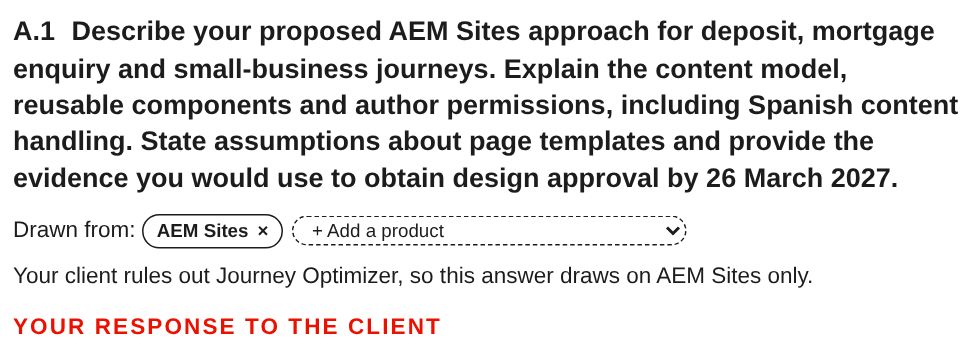 A.1 Describe your proposed AEM Sites approach for deposit, mortgage
enquiry and small-business journeys. Explain the content model,
reusable components and author permissions, including Spanish content
handling. State assumptions about page templates and provide the
evidence you would use to obtain design approval by 26 March 2027.
Drawn from: AEM Sites × + Add a product
Your client rules out Journey Optimizer, so this answer draws on AEM Sites only.
YOUR RESPONSE TO THE CLIENT